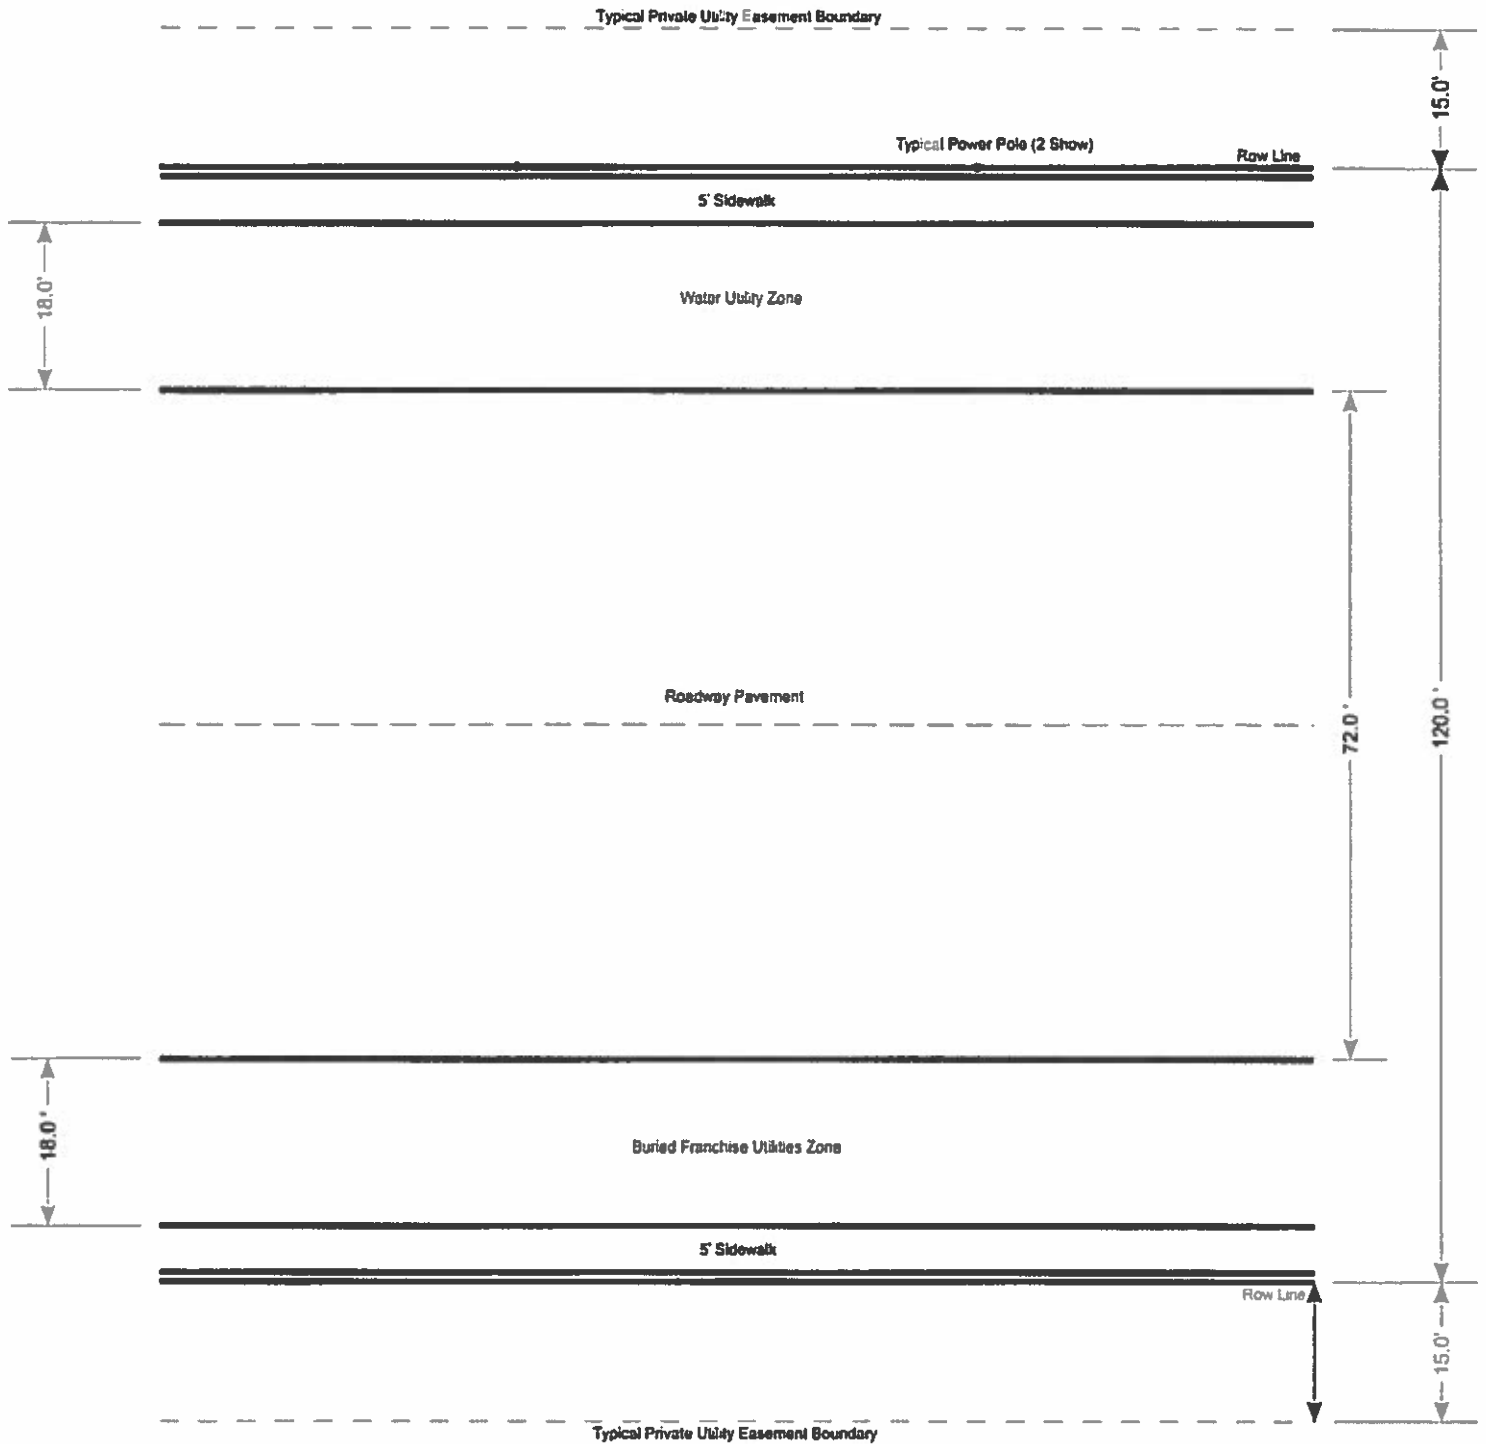 Typical Private Utility Easement Boundary
15.0'
Typical Power Pole (2 Show)
Row Line
5' Sidewalk
18.0'
Water Utility Zone
Roadway Pavement
72.0'
120.0'
18.0'
Buried Franchise Utilities Zone
5' Sidewalk
Row Line
15.0'
Typical Private Utility Easement Boundary